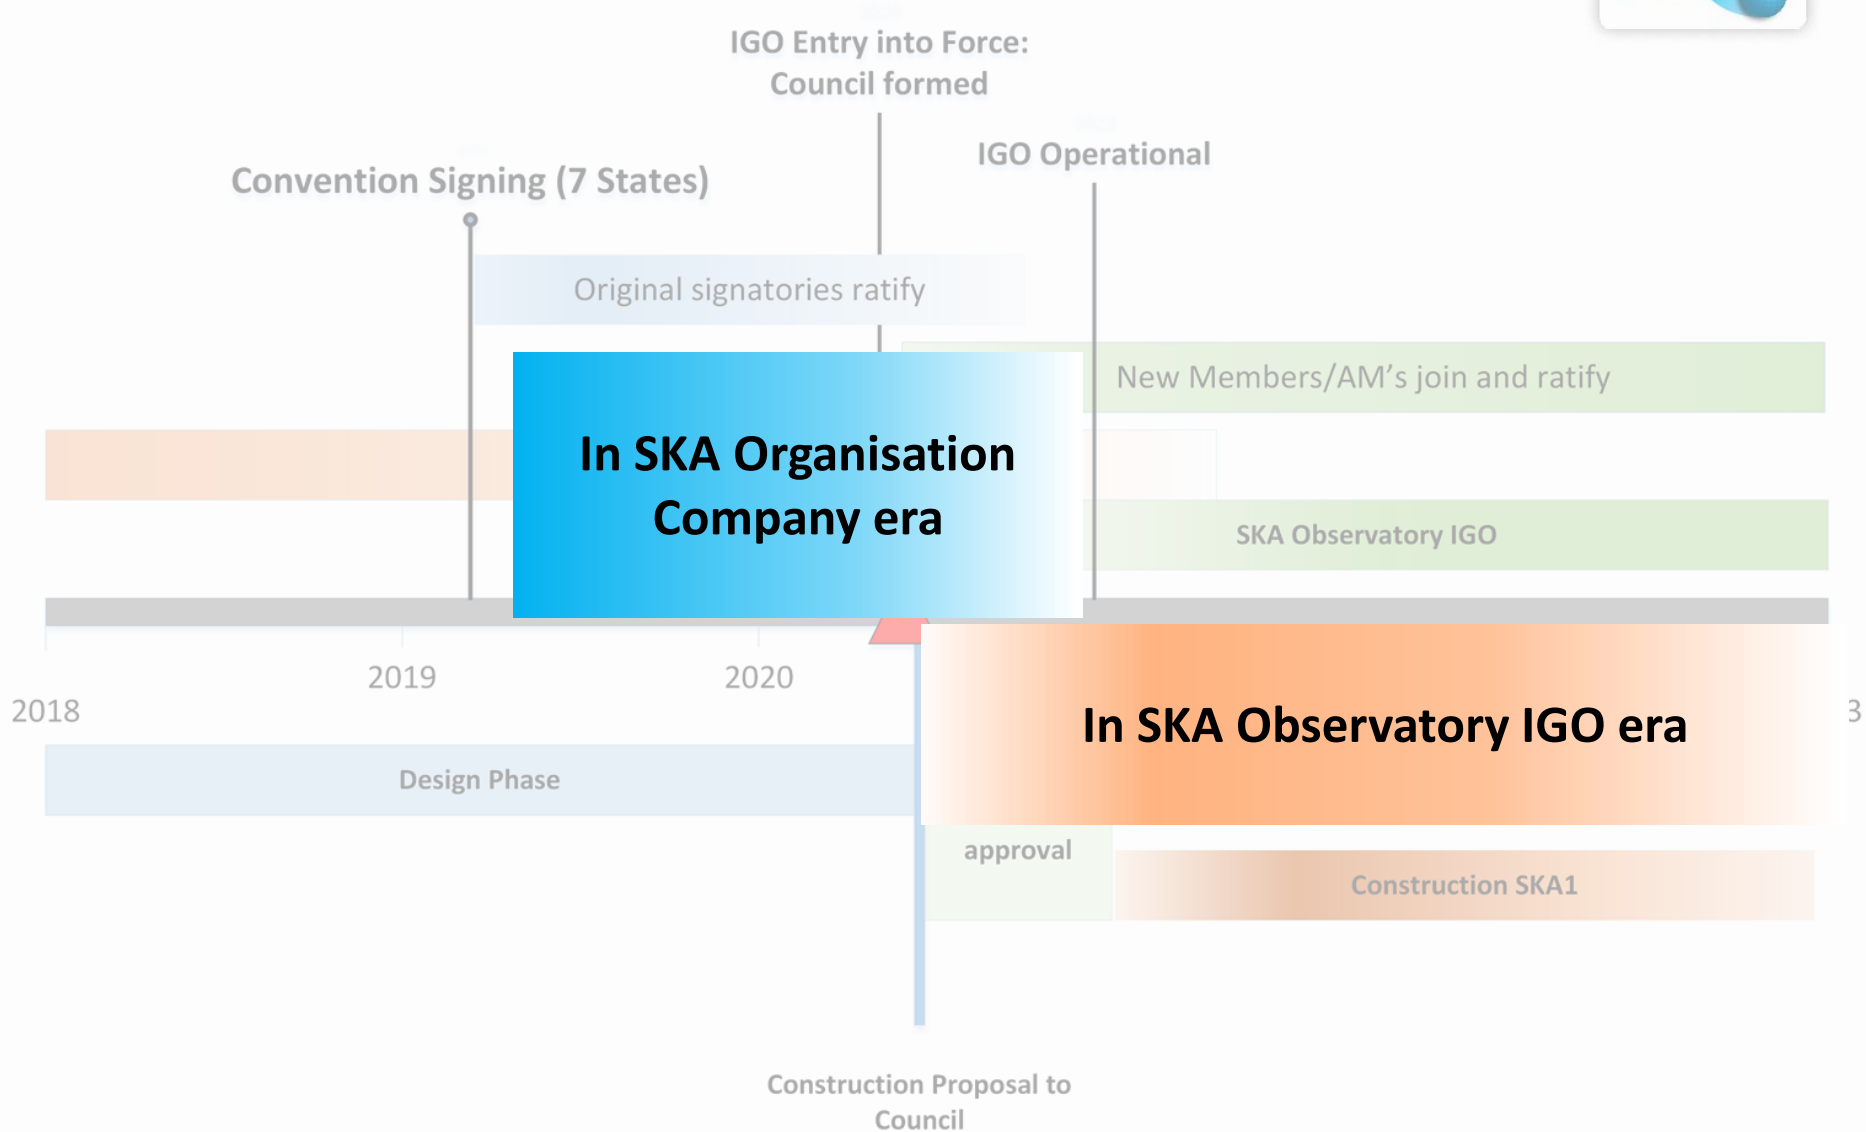 IGO Entry into Force:
Council formed
IGO Operational
Convention Signing (7 States)
Original signatories ratify
New Members/AM's join and ratify
In SKA Organisation
Company era
SKA Observatory IGO
2019
2020
2018
3
In SKA Observatory IGO era
Design Phase
approval
Construction SKA1
Construction Proposal to
Council